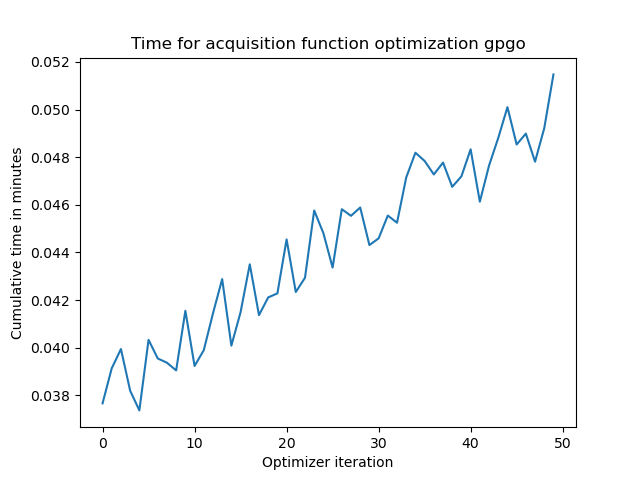 Time for acquisition function optimization gpgo
0.052
0.050
0.048
0.046
0.044
0.042
0.040
0.038
Cumulative time in minutes
0 10 20 30 40 50
Optimizer iteration